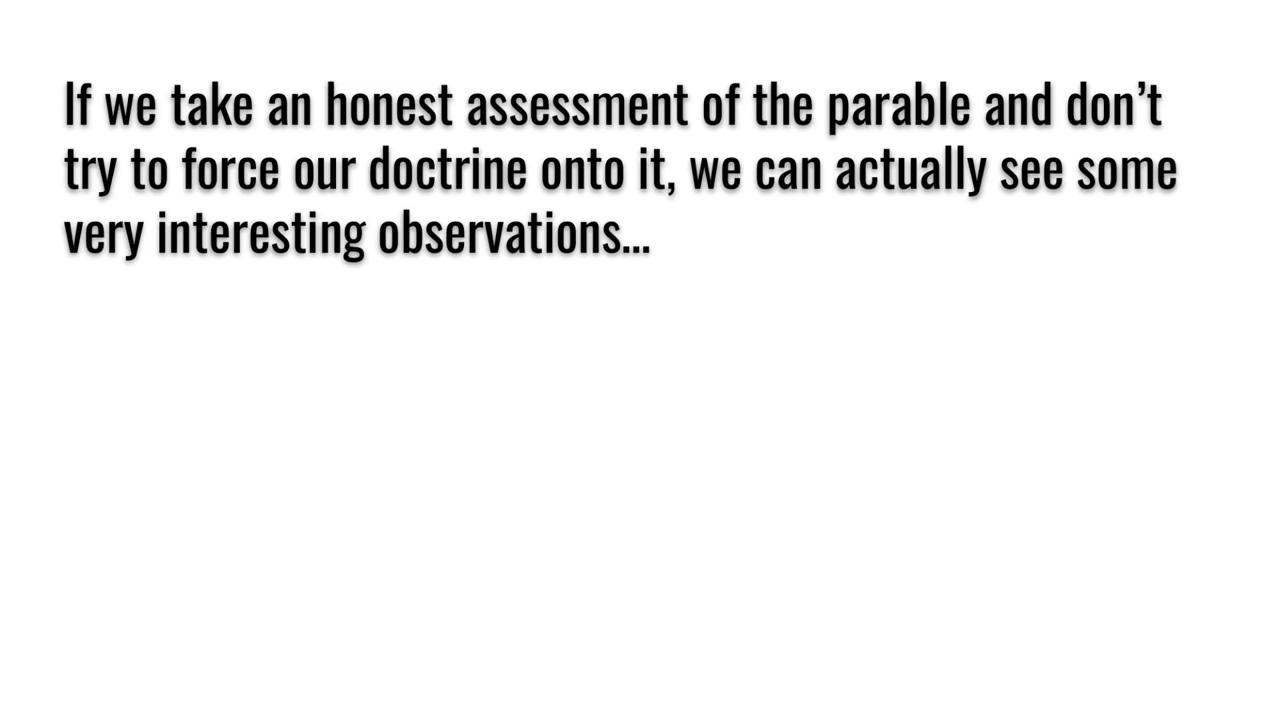 If we take an honest assessment of the parable and don’t
try to force our doctrine onto it, we can actually see some
very interesting observations...